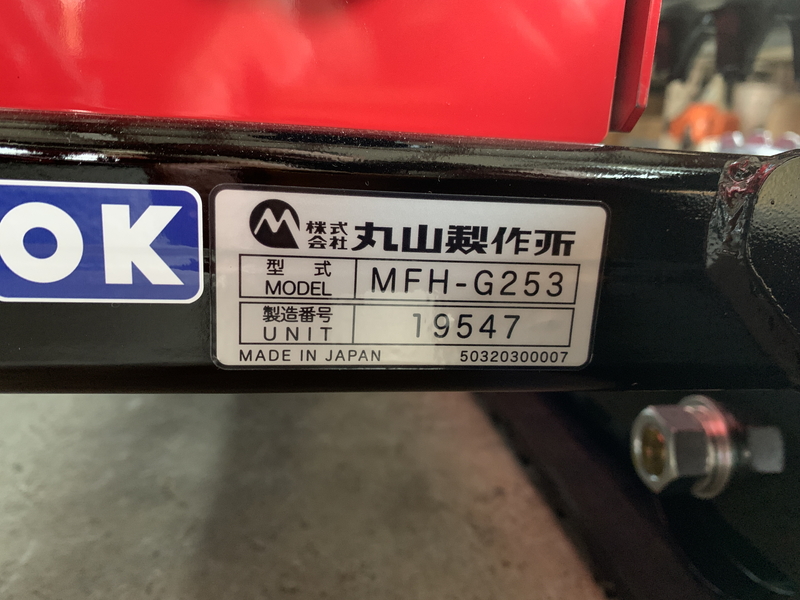 OK
株式会社 丸山製作所
型式 MODEL MFH-G253
製造番号 UNIT 19547
MADE IN JAPAN 50320300007